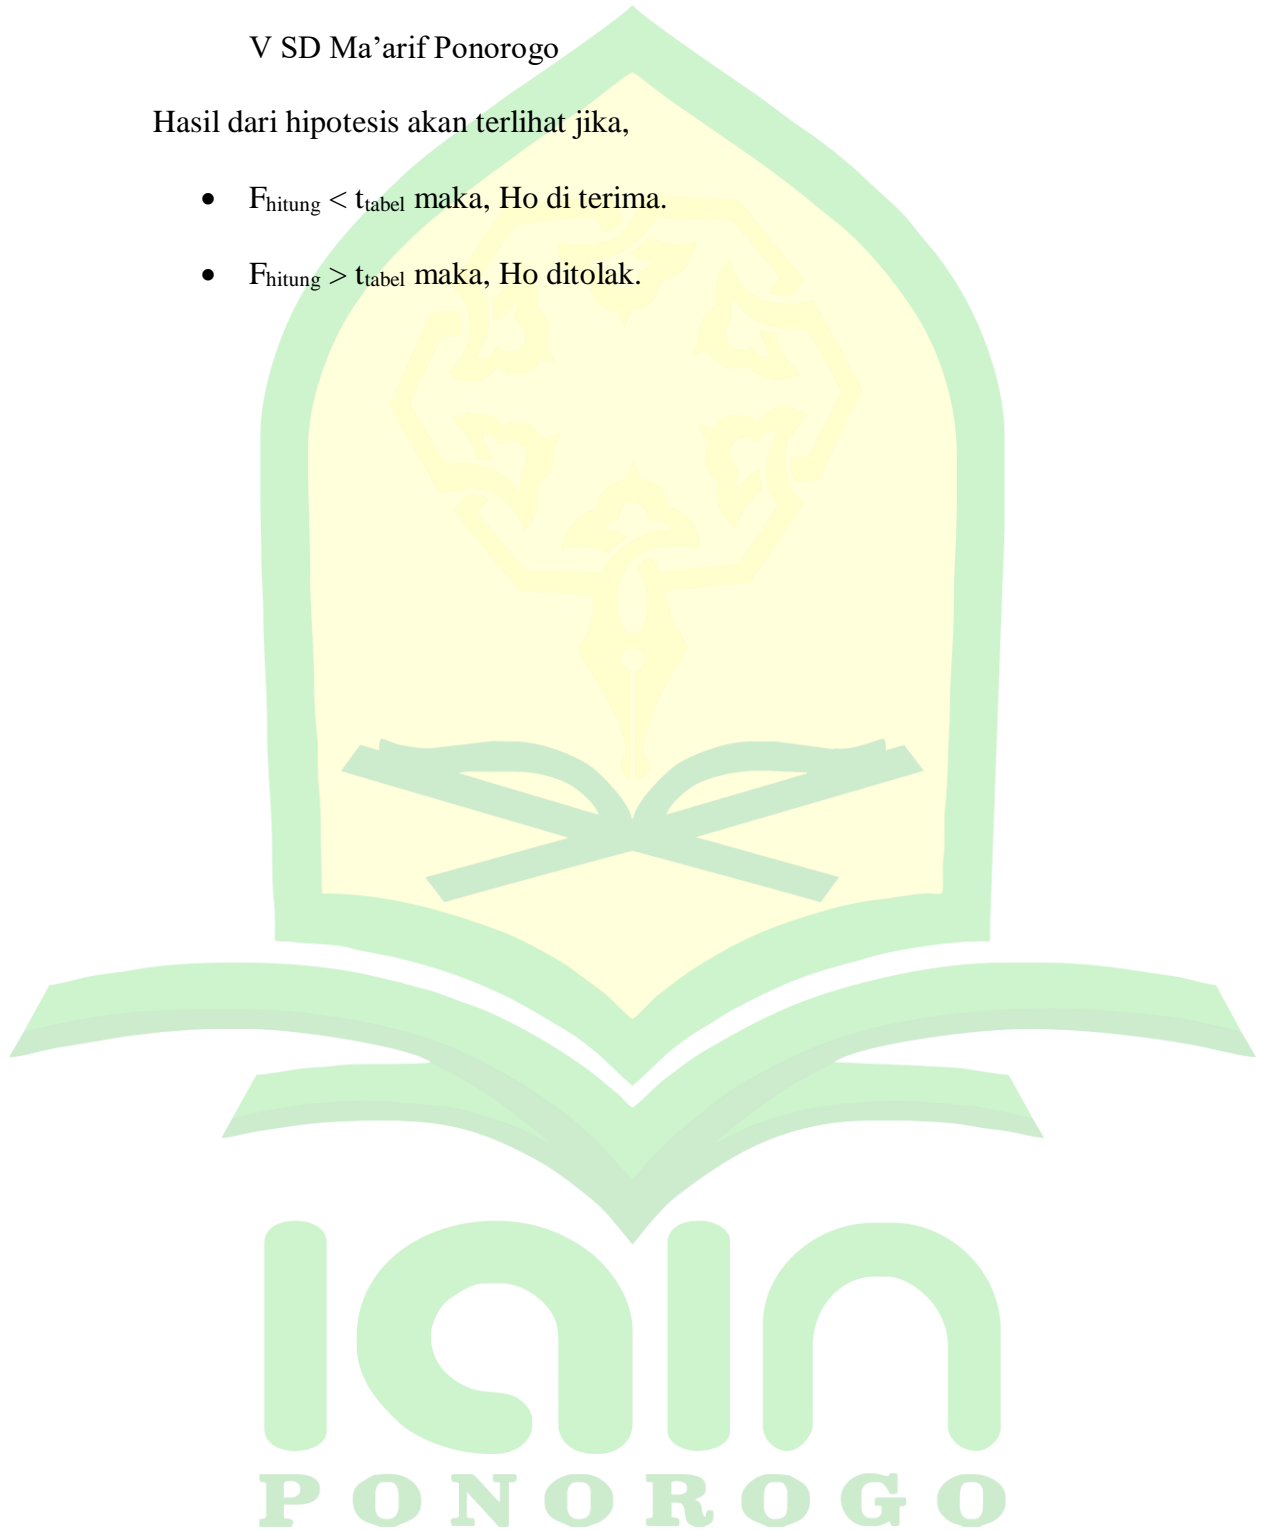 V SD Ma’arif Ponorogo
Hasil dari hipotesis akan terlihat jika,
• Fhitung < ttabel maka, Ho di terima.
• Fhitung > ttabel maka, Ho ditolak.
iain
PONOROGO